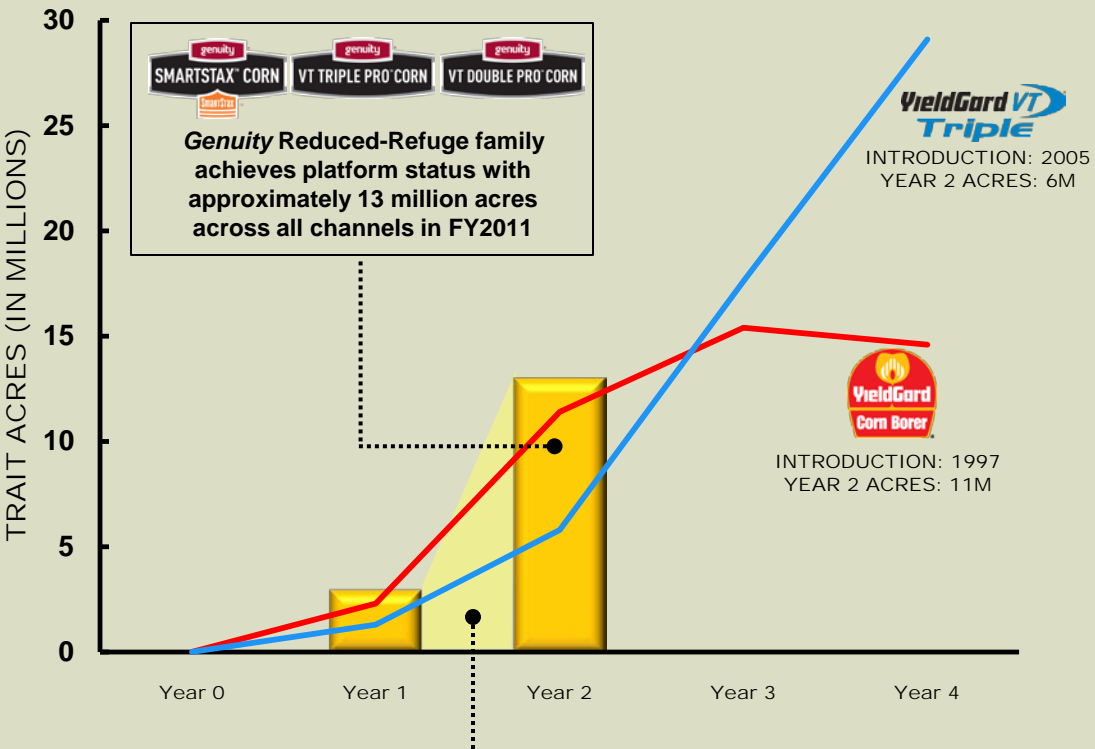 30
25
20
15
10
5
0
TRAIT ACRES (IN MILLIONS)
genuity
SMARTSTAX™ CORN
SmartStax
genuity
VT TRIPLE PRO™ CORN
genuity
VT DOUBLE PRO™ CORN
Genuity Reduced-Refuge family
achieves platform status with
approximately 13 million acres
across all channels in FY2011
YieldGard VT
Triple
INTRODUCTION: 2005
YEAR 2 ACRES: 6M
YieldGard
Corn Borer
INTRODUCTION: 1997
YEAR 2 ACRES: 11M
Year 0
Year 1
Year 2
Year 3
Year 4